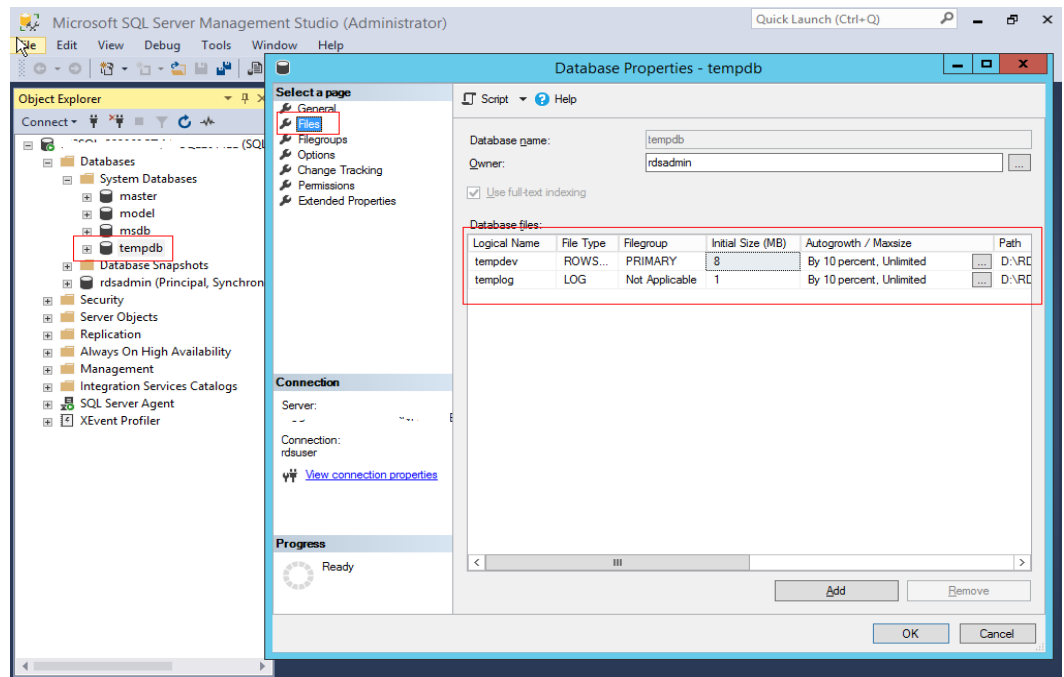 Microsoft SQL Server Management Studio (Administrator)
Quick Launch (Ctrl+Q)
File Edit View Debug Tools Window Help
Object Explorer
Connect
(SQL
Databases
System Databases
master
model
msdb
tempdb
Database Snapshots
rdsadmin (Principal, Synchron
Security
Server Objects
Replication
Always On High Availability
Management
Integration Services Catalogs
SQL Server Agent
XEvent Profiler
Database Properties - tempdb
Select a page
General
Files
Filegroups
Options
Change Tracking
Permissions
Extended Properties
Connection
Server:
Connection:
rdsuser
View connection properties
Progress
Ready
Script Help
Database name: tempdb
Owner: rdsadmin ...
Use full-text indexing
Database files:
Logical Name File Type Filegroup Initial Size (MB) Autogrowth / Maxsize Path
tempdev ROWS... PRIMARY 8 By 10 percent, Unlimited ... D:\RD
templog LOG Not Applicable 1 By 10 percent, Unlimited ... D:\RD
Add Remove
OK Cancel